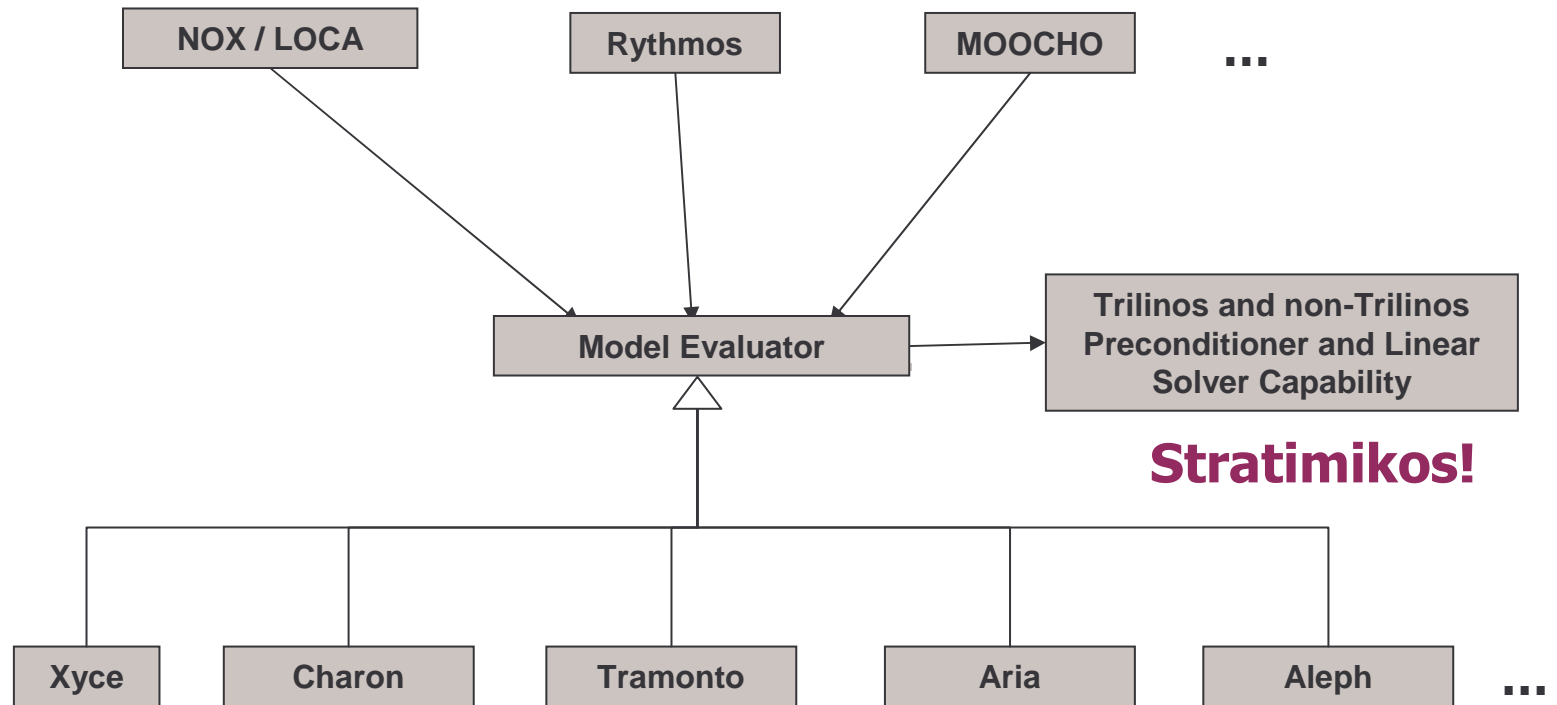 NOX / LOCA
Rythmos
MOOCHO
...
Model Evaluator
Trilinos and non-Trilinos
Preconditioner and Linear
Solver Capability
Stratimikos!
Xyce
Charon
Tramonto
Aria
Aleph
...